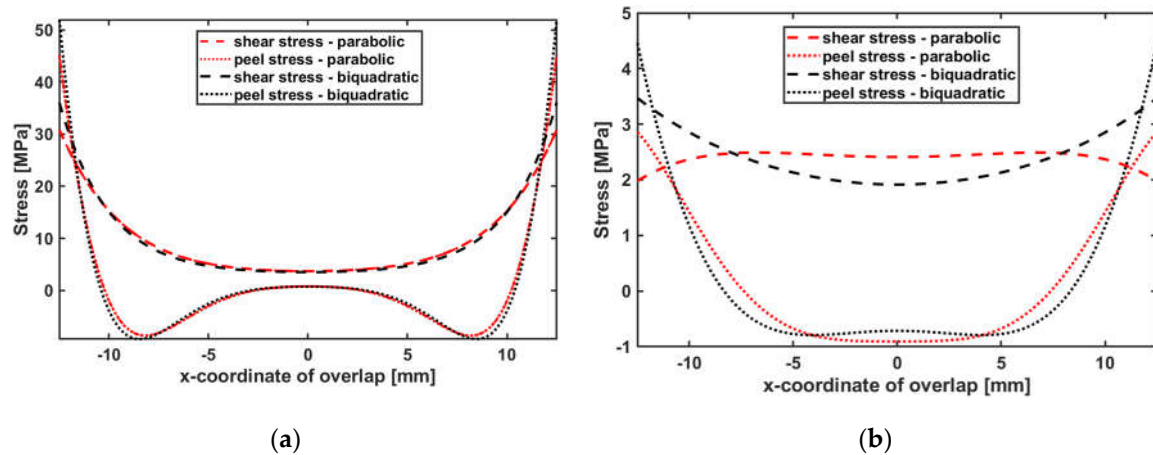 50
40
30
20
10
0
Stress [MPa]
shear stress - parabolic
peel stress - parabolic
shear stress - biquadratic
peel stress - biquadratic
-10 -5 0 5 10
x-coordinate of overlap [mm]
(a)
5
4
3
2
1
0
-1
Stress [MPa]
shear stress - parabolic
peel stress - parabolic
shear stress - biquadratic
peel stress - biquadratic
-10 -5 0 5 10
x-coordinate of overlap [mm]
(b)